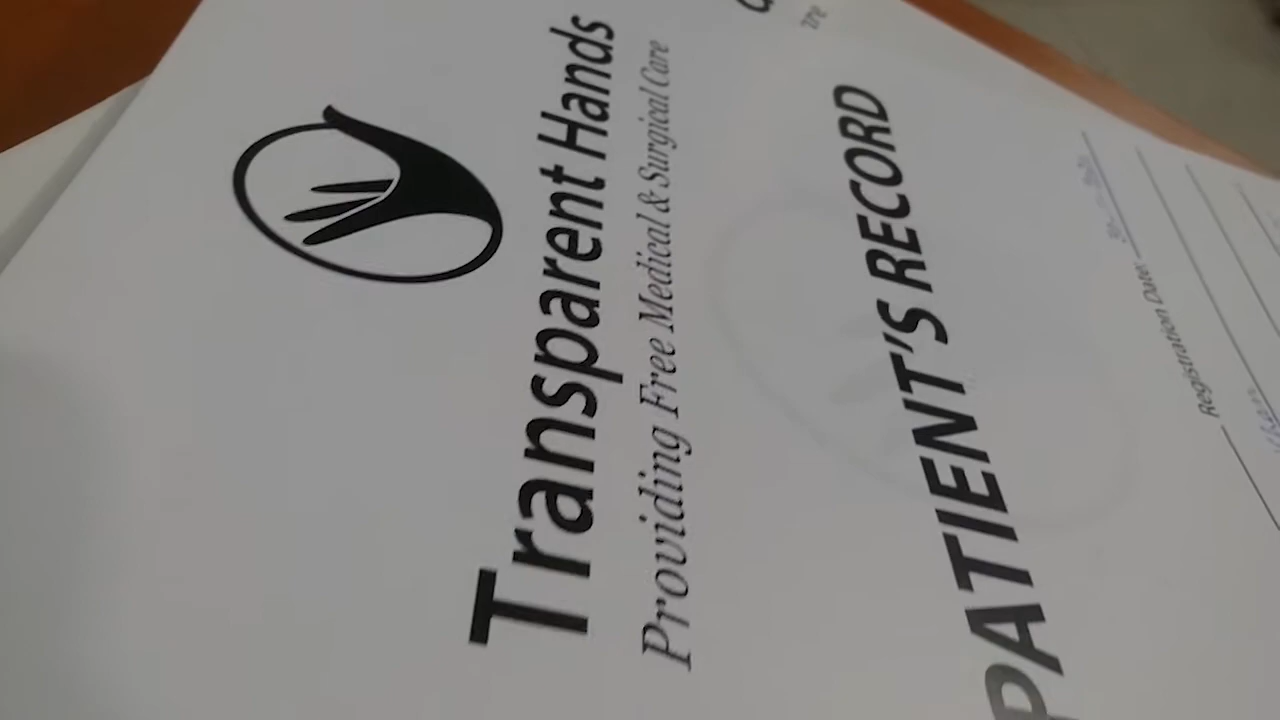 Transparent Hands
Providing Free Medical & Surgical Care
PATIENT'S RECORD
Registration Date: